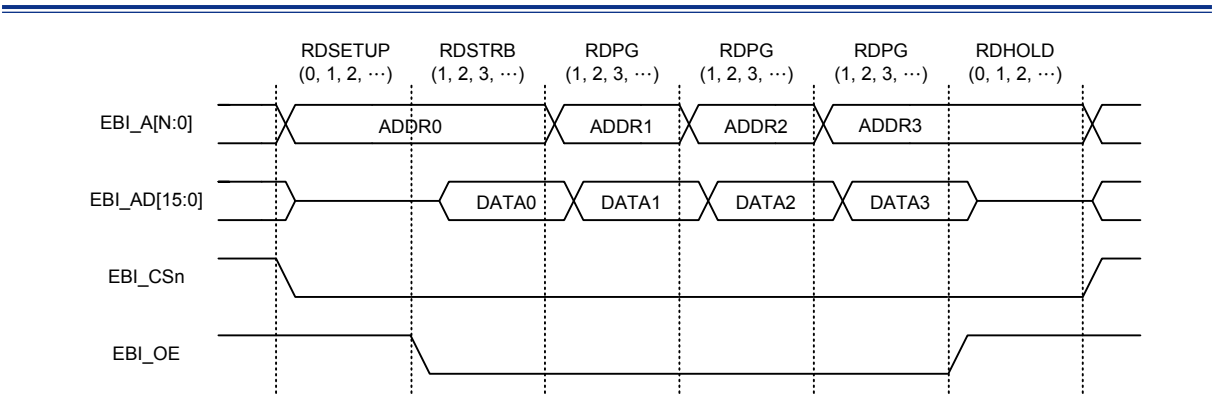 RDSETUP RDSTRB RDPG RDPG RDPG RDHOLD
(0, 1, 2, ⋯) (1, 2, 3, ⋯) (1, 2, 3, ⋯) (1, 2, 3, ⋯) (1, 2, 3, ⋯) (0, 1, 2, ⋯)
EBI_A[N:0] ADDR0 ADDR1 ADDR2 ADDR3
EBI_AD[15:0] DATA0 DATA1 DATA2 DATA3
EBI_CSn
EBI_OE